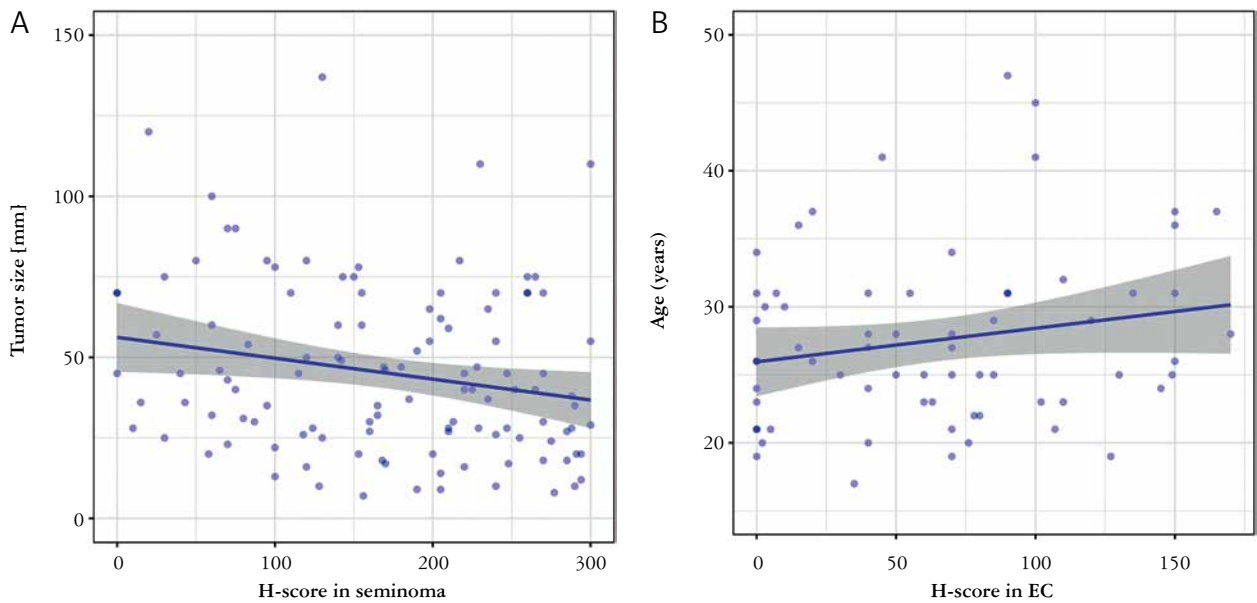 A
150
100
50
0
Tumor size [mm]
0 100 200 300
H-score in seminoma
B
50
40
30
20
Age (years)
0 50 100 150
H-score in EC